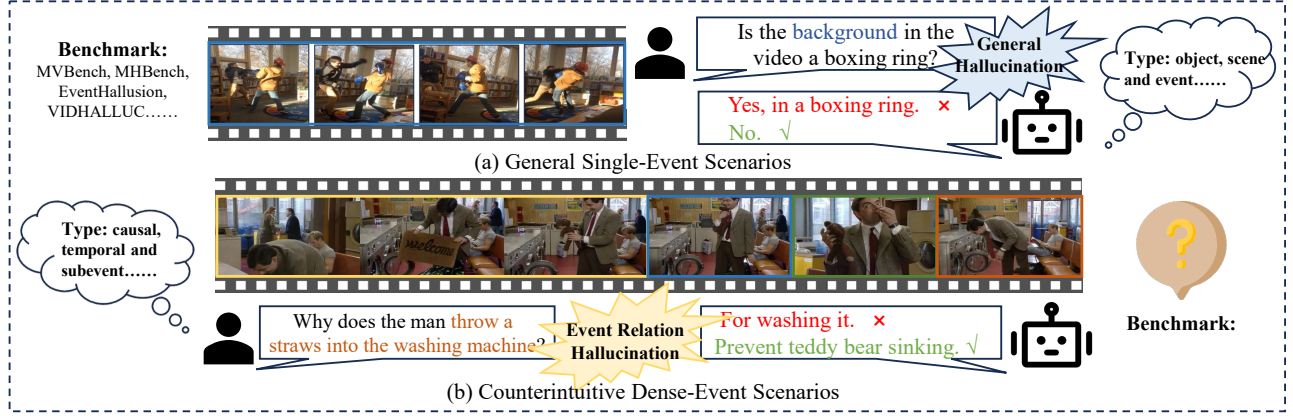 Benchmark:
MVBench, MHBench,
EventHallusion,
VIDHALLUC……
Is the background in the
video a boxing ring?
General
Hallucination
Type: object, scene
and event……
Yes, in a boxing ring. ×
No. √
(a) General Single-Event Scenarios
Type: causal,
temporal and
subevent……
welcome
?
Why does the man throw a
straws into the washing machine?
Event Relation
Hallucination
For washing it. ×
Prevent teddy bear sinking. √
Benchmark:
(b) Counterintuitive Dense-Event Scenarios